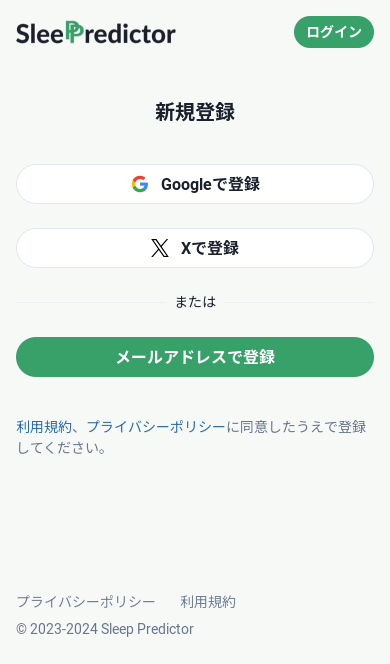 SleePredictor
ログイン
新規登録
Googleで登録
Xで登録
または
メールアドレスで登録
利用規約、プライバシーポリシーに同意したうえで登録
してください。
プライバシーポリシー 利用規約
© 2023-2024 Sleep Predictor